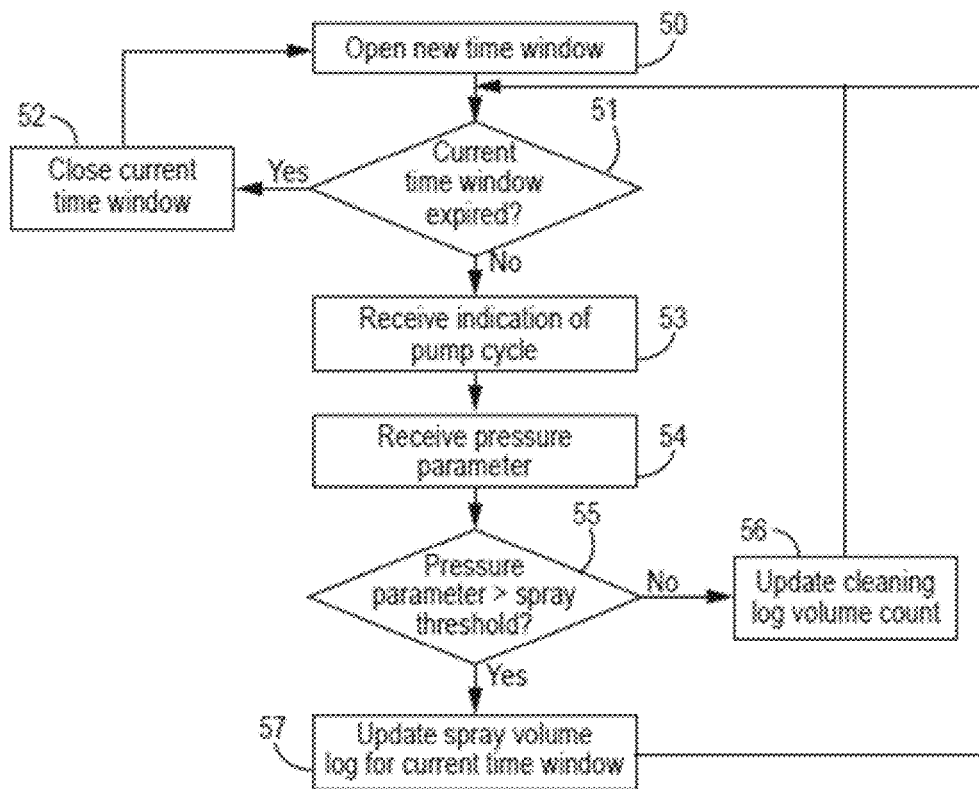 50
Open new time window
52
51
Close current
time window
Yes
Current
time window
expired?
No
Receive indication of
pump cycle
53
Receive pressure
parameter
54
55
56
Pressure
parameter > spray
threshold?
No
Update cleaning
log volume count
Yes
57
Update spray volume
log for current time window